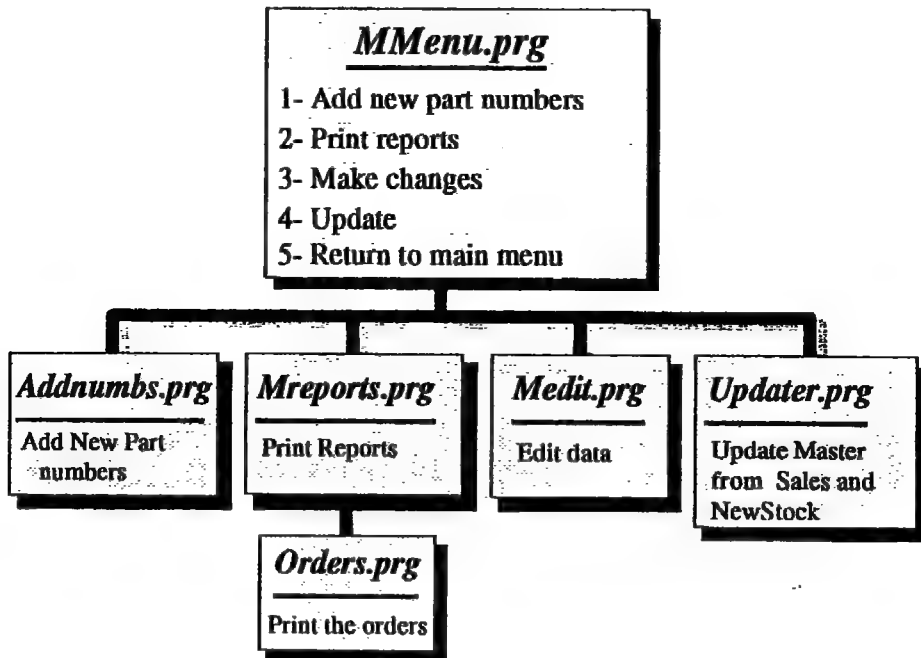 MMenu.prg
1- Add new part numbers
2- Print reports
3- Make changes
4- Update
5- Return to main menu
Addnumbs.prg
Add New Part
numbers
Mreports.prg
Print Reports
Medit.prg
Edit data
Updater.prg
Update Master
from Sales and
NewStock
Orders.prg
Print the orders